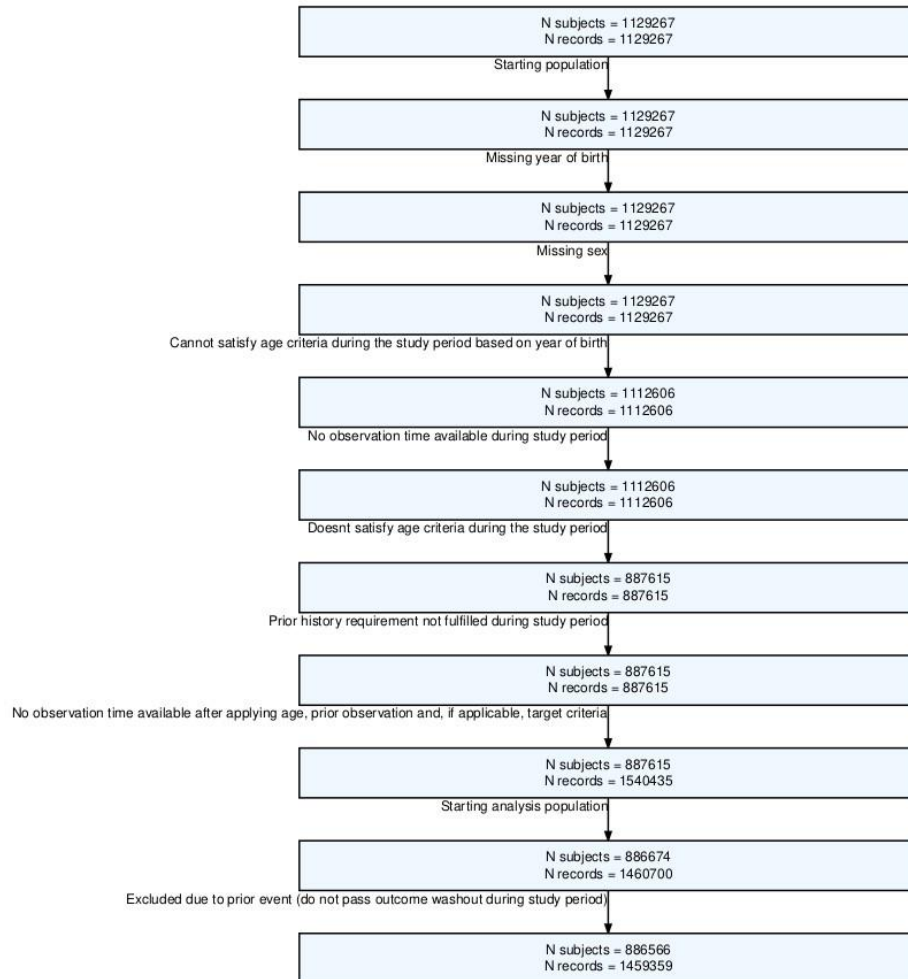 N subjects = 1129267
N records = 1129267
Starting population
N subjects = 1129267
N records = 1129267
Missing year of birth
N subjects = 1129267
N records = 1129267
Missing sex
N subjects = 1129267
N records = 1129267
Cannot satisfy age criteria during the study period based on year of birth
N subjects = 1112606
N records = 1112606
No observation time available during study period
N subjects = 1112606
N records = 1112606
Doesnt satisfy age criteria during the study period
N subjects = 887615
N records = 887615
Prior history requirement not fulfilled during study period
N subjects = 887615
N records = 887615
No observation time available after applying age, prior observation and, if applicable, target criteria
N subjects = 887615
N records = 1540435
Starting analysis population
N subjects = 886674
N records = 1460700
Excluded due to prior event (do not pass outcome washout during study period)
N subjects = 886566
N records = 1459359